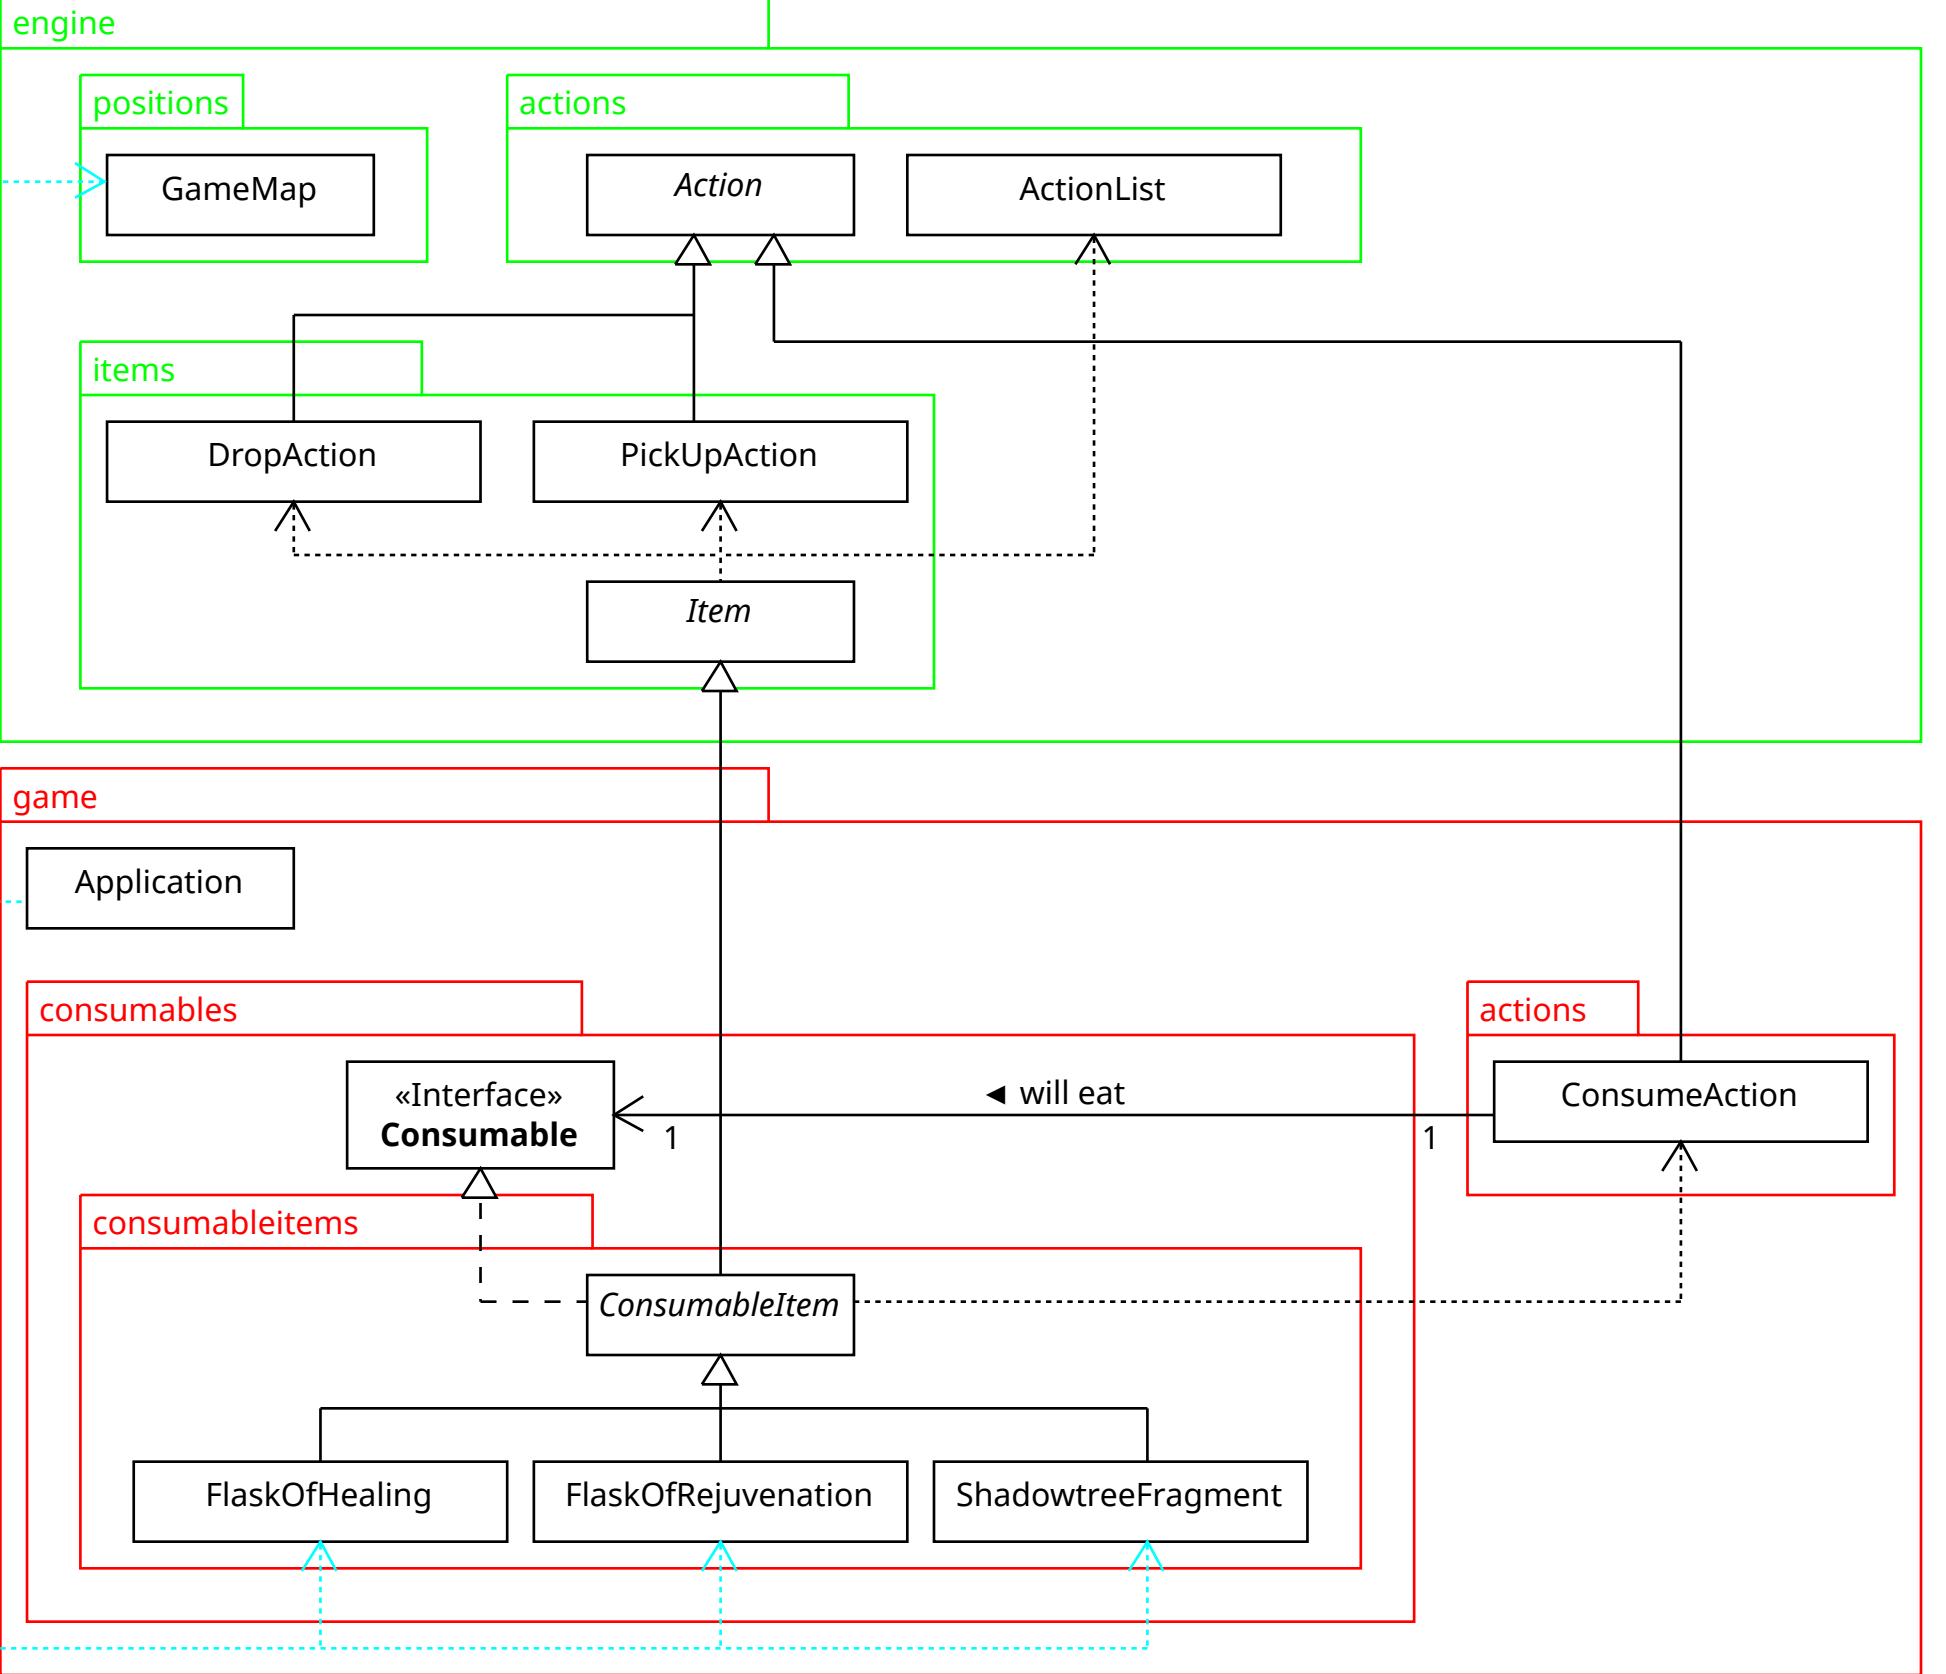 engine
positions
actions
GameMap
Action
ActionList
items
DropAction
PickUpAction
Item
game
Application
consumables
actions
«Interface»
Consumable
◄ will eat
ConsumeAction
1
1
consumableitems
ConsumableItem
FlaskOfHealing
FlaskOfRejuvenation
ShadowtreeFragment